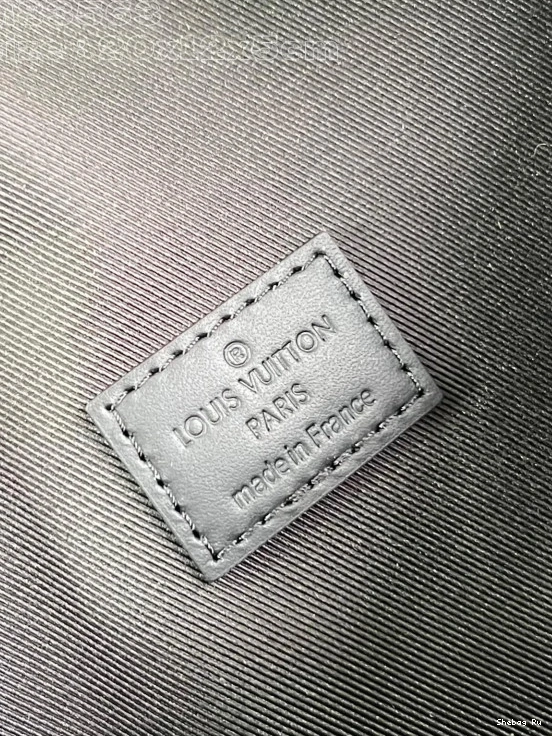 ®
LOUIS VUITTON
PARIS
made in France
Shebag Ru